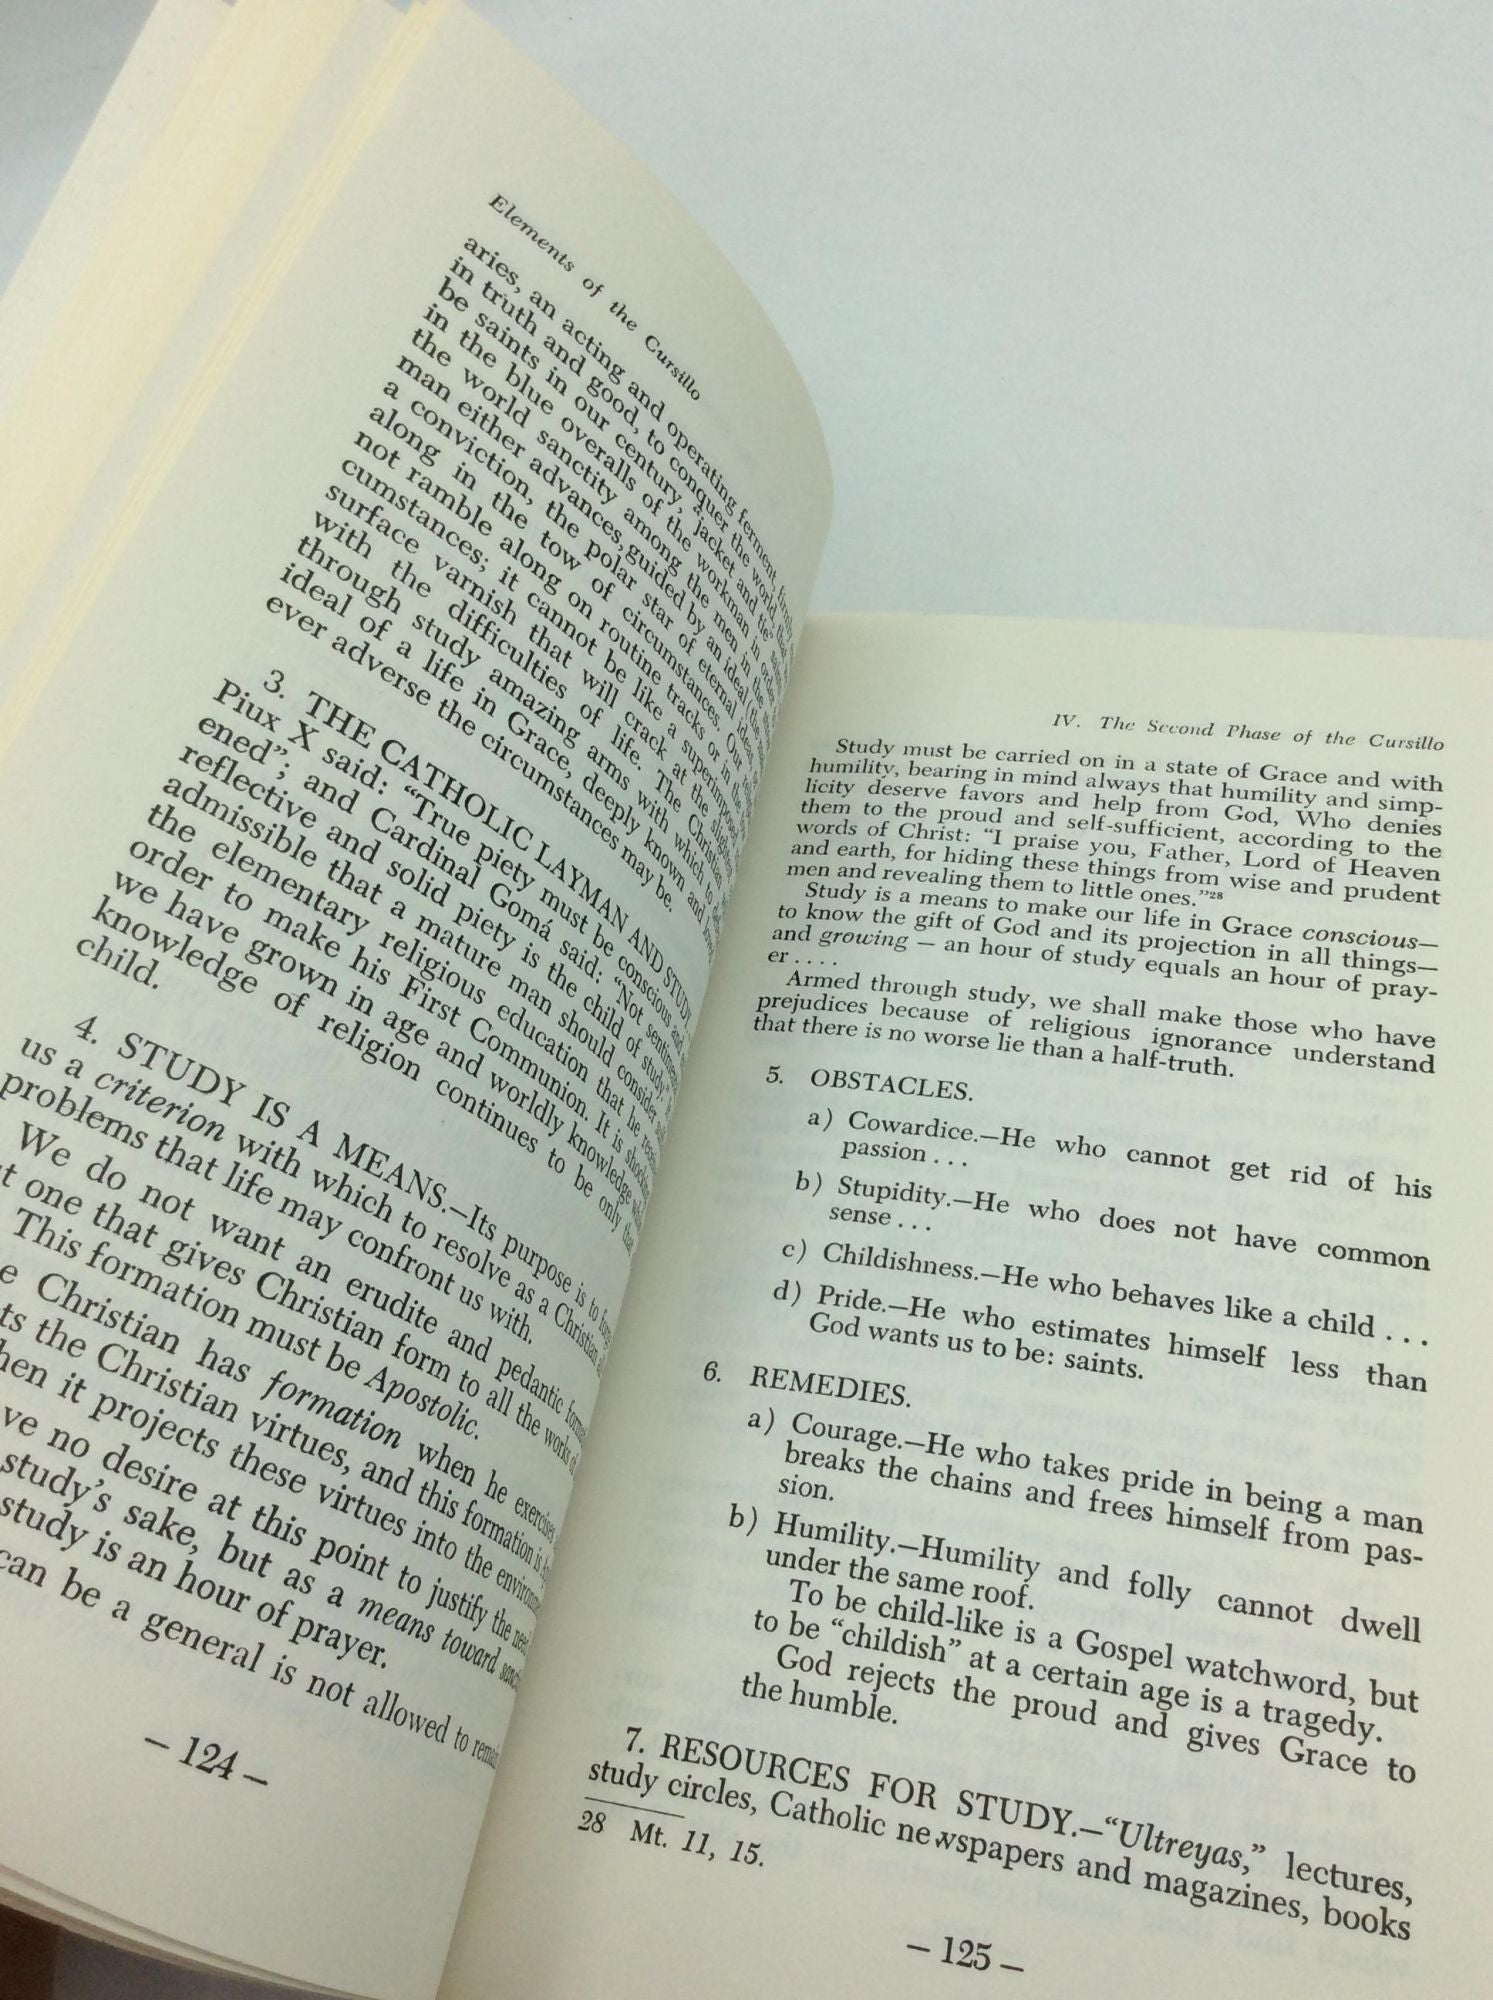 Elements of the Cursillo
aries, an acting and operating ferment,
in truth and good, to conquer the world,
be saints in our century, a "jacket and tie"
in the blue overalls of the workman in order
the world sanctity among the men in the
man either advances, guided by an ideal (the
a conviction, the polar star of eternal ideas,
along in the tow of circumstances. Our
not ramble along on routine tracks or in the
cumstances; it cannot be like a superimposed
surface varnish that will crack at the slightest
with the difficulties of life. The Christian
through study amazing arms with which to
ideal of a life in Grace, deeply known and
ever adverse the circumstances may be.
3. THE CATHOLIC LAYMAN AND STUDY.
Piux X said: "True piety must be conscious and
ened"; and Cardinal Gomá said: "Not sentiment,
reflective and solid piety is the child of study."
admissible that a mature man should consider
the elementary religious education that he
order to make his First Communion. It is shocking
we have grown in age and worldly knowledge
knowledge of religion continues to be only that
child.
4. STUDY IS A MEANS.—Its purpose is to
us a criterion with which to resolve as a Christian
problems that life may confront us with.
We do not want an erudite and pedantic
one that gives Christian form to all the works of
This formation must be Apostolic.
Christian has formation when he exercises
the Christian virtues, and this formation is
it projects these virtues into the
no desire at this point to justify the need
study's sake, but as a means toward
study is an hour of prayer.
can be a general is not allowed to
— 124 —
IV. The Second Phase of the Cursillo
Study must be carried on in a state of Grace and with
humility, bearing in mind always that humility and simp-
licity deserve favors and help from God, Who denies
them to the proud and self-sufficient, according to the
words of Christ: "I praise you, Father, Lord of Heaven
and earth, for hiding these things from wise and prudent
men and revealing them to little ones."28
Study is a means to make our life in Grace conscious—
to know the gift of God and its projection in all things—
and growing — an hour of study equals an hour of pray-
er . . . .
Armed through study, we shall make those who have
prejudices because of religious ignorance understand
that there is no worse lie than a half-truth.
5. OBSTACLES.
a) Cowardice.—He who cannot get rid of his
passion . . .
b) Stupidity.—He who does not have common
sense . . .
c) Childishness.—He who behaves like a child . . .
d) Pride.—He who estimates himself less than
God wants us to be: saints.
6. REMEDIES.
a) Courage.—He who takes pride in being a man
breaks the chains and frees himself from pas-
sion.
b) Humility.—Humility and folly cannot dwell
under the same roof.
To be child-like is a Gospel watchword, but
to be "childish" at a certain age is a tragedy.
God rejects the proud and gives Grace to
the humble.
7. RESOURCES FOR STUDY.—"Ultreyas," lectures,
study circles, Catholic newspapers and magazines, books
28 Mt. 11, 15.
— 125 —